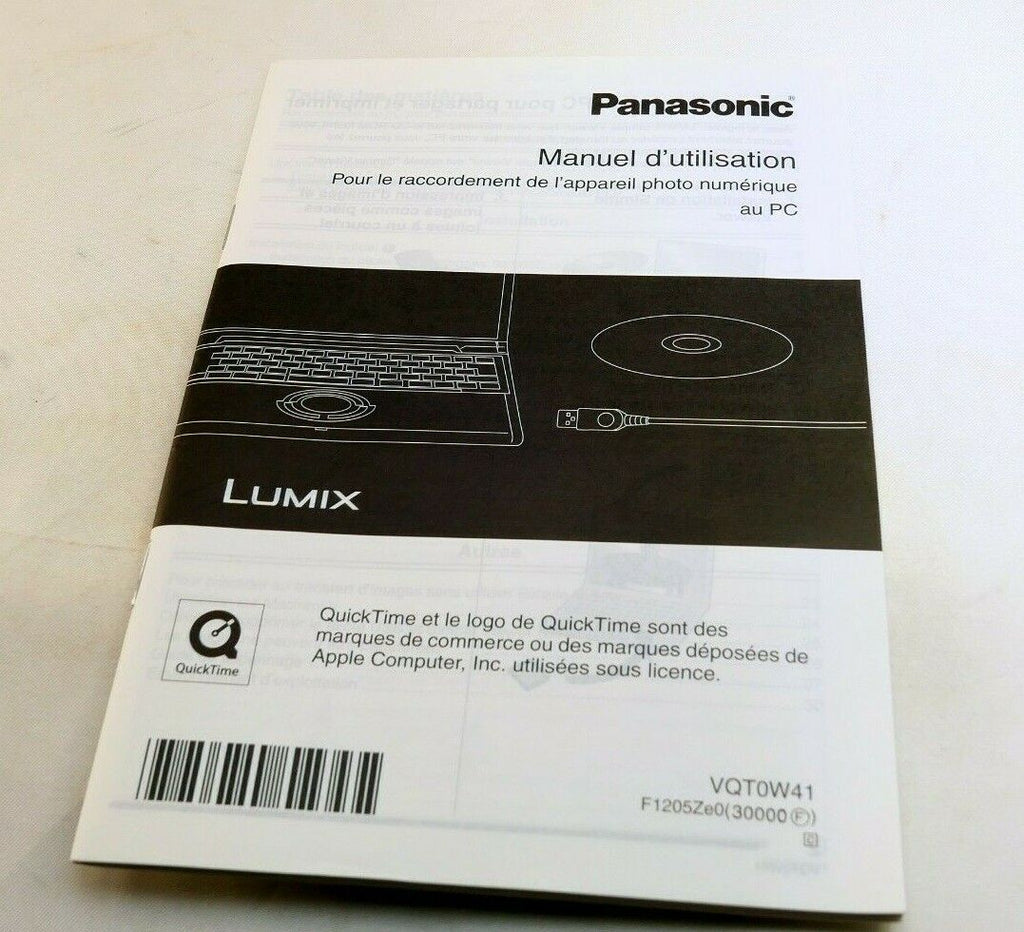 Panasonic®
Manuel d'utilisation
Pour le raccordement de l'appareil photo numérique
au PC
LUMIX
QuickTime
QuickTime et le logo de QuickTime sont des
marques de commerce ou des marques déposées de
Apple Computer, Inc. utilisées sous licence.
VQT0W41
F1205Ze0(30000Ⓕ)
C